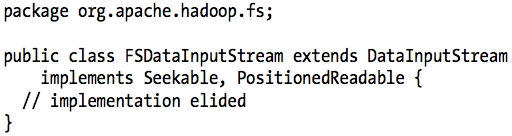 package org.apache.hadoop.fs;
public class FSDataInputStream extends DataInputStream
implements Seekable, PositionedReadable {
// implementation elided
}